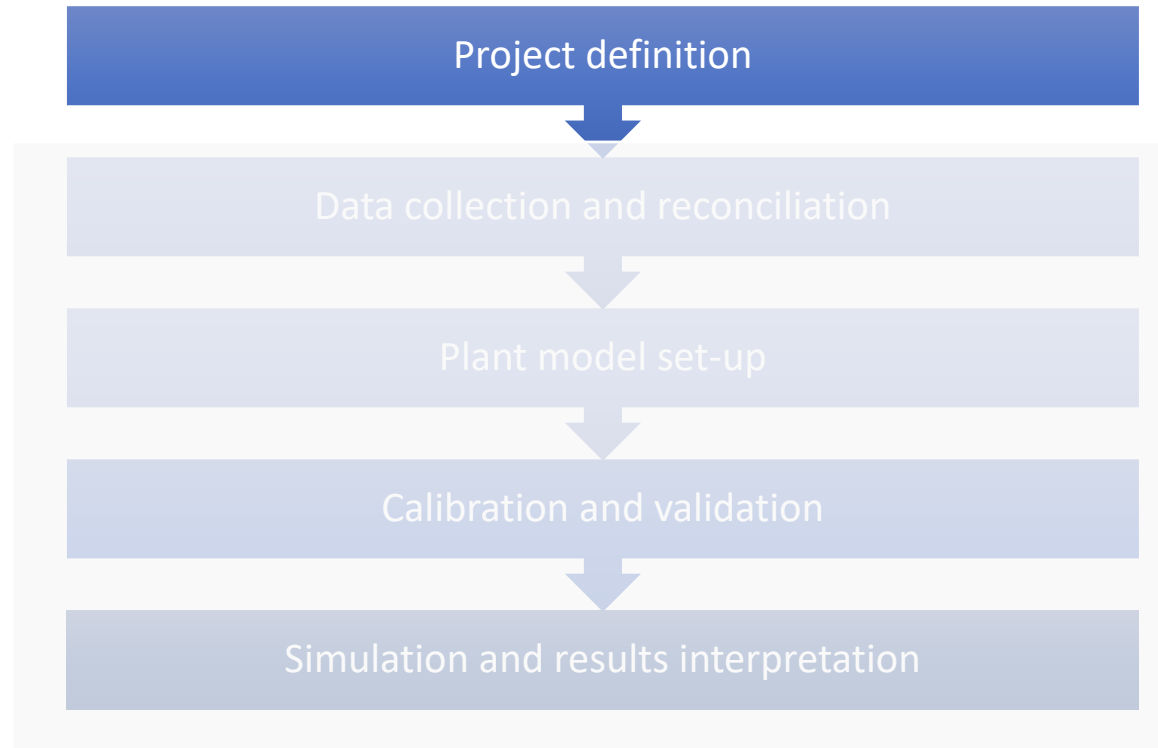 Project definition
Data collection and reconciliation
Plant model set-up
Calibration and validation
Simulation and results interpretation